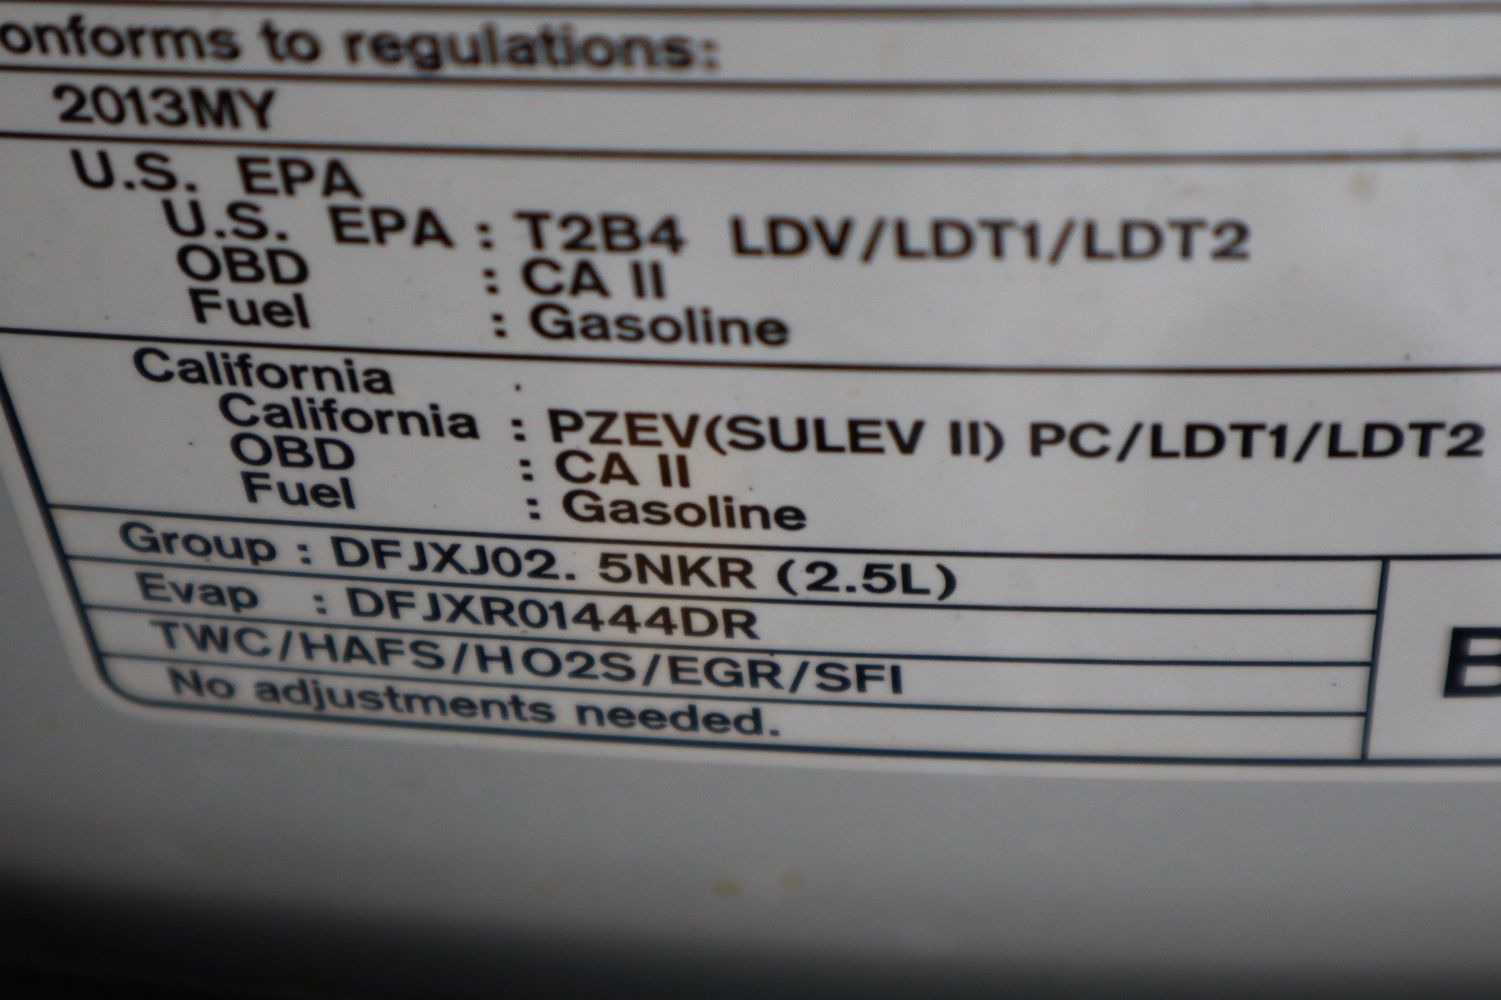 onforms to regulations:
2013MY
U.S. EPA
U.S. EPA : T2B4 LDV/LDT1/LDT2
OBD : CA II
Fuel : Gasoline
California
California : PZEV(SULEV II) PC/LDT1/LDT2
OBD : CA II
Fuel : Gasoline
Group : DFJXJ02. 5NKR (2.5L)
Evap : DFJXR01444DR
TWC/HAFS/HO2S/EGR/SFI
No adjustments needed.
B